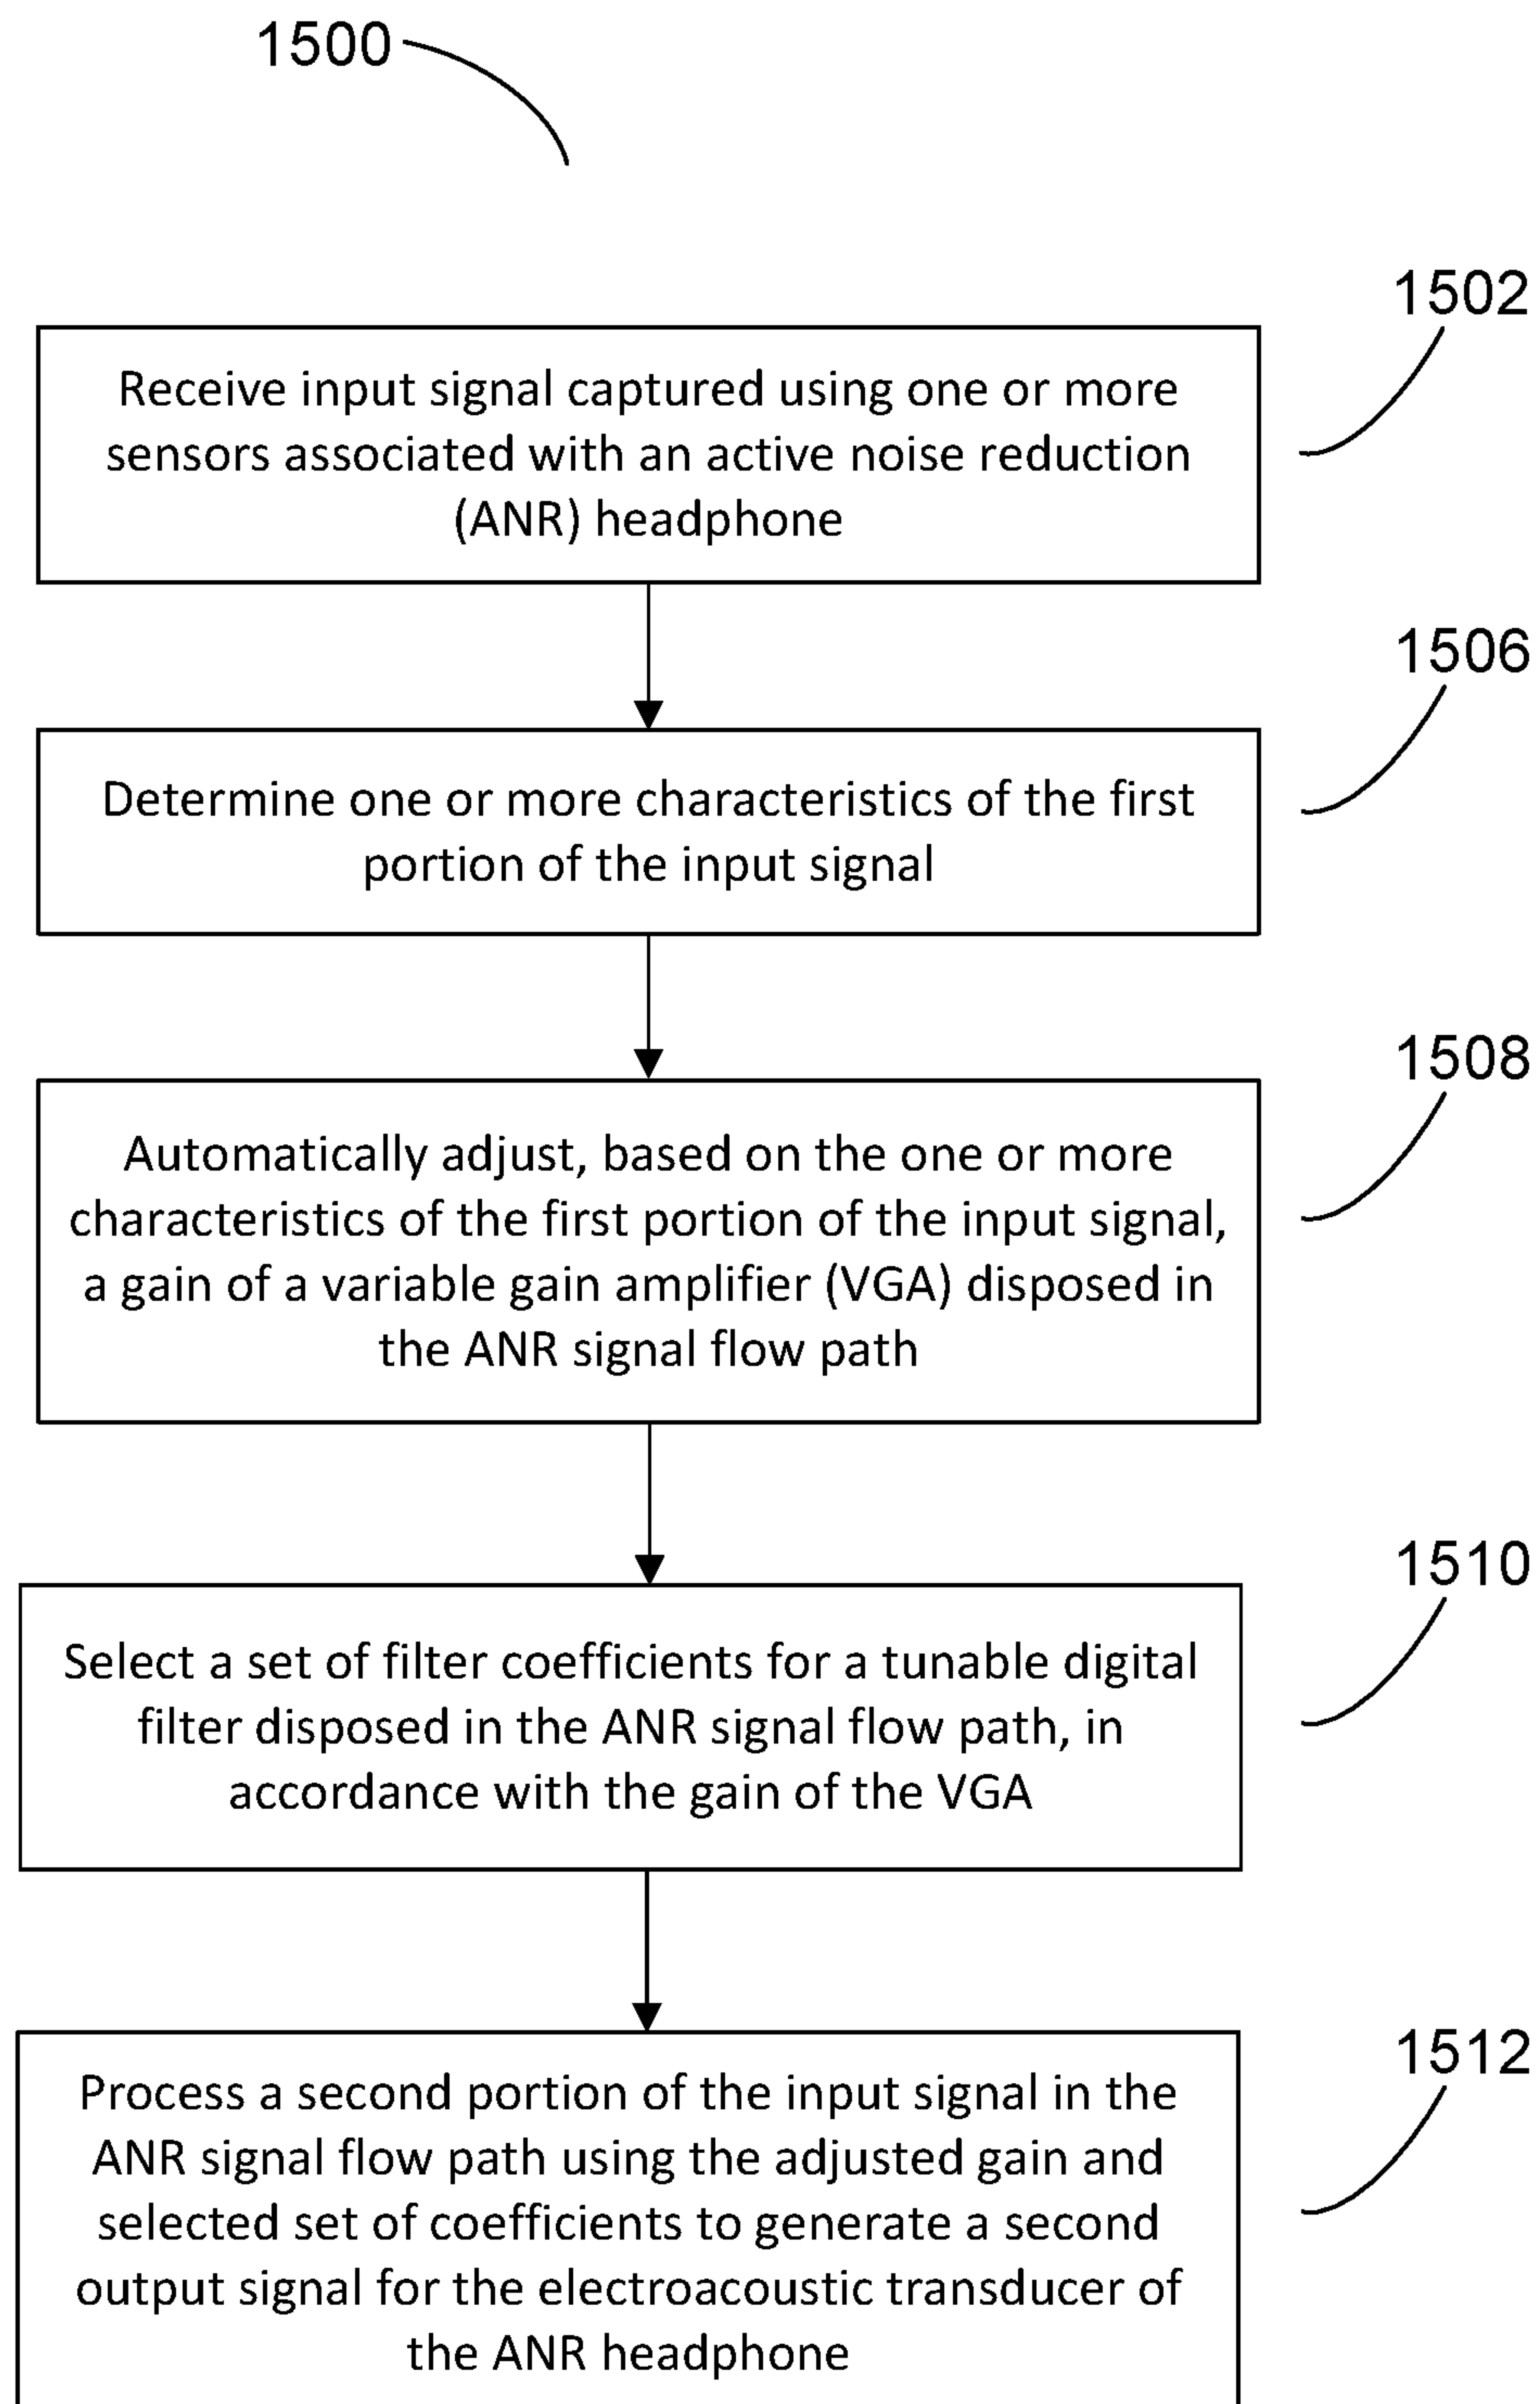 1500
1502
Receive input signal captured using one or more
sensors associated with an active noise reduction
(ANR) headphone
1506
Determine one or more characteristics of the first
portion of the input signal
1508
Automatically adjust, based on the one or more
characteristics of the first portion of the input signal,
a gain of a variable gain amplifier (VGA) disposed in
the ANR signal flow path
1510
Select a set of filter coefficients for a tunable digital
filter disposed in the ANR signal flow path, in
accordance with the gain of the VGA
1512
Process a second portion of the input signal in the
ANR signal flow path using the adjusted gain and
selected set of coefficients to generate a second
output signal for the electroacoustic transducer of
the ANR headphone